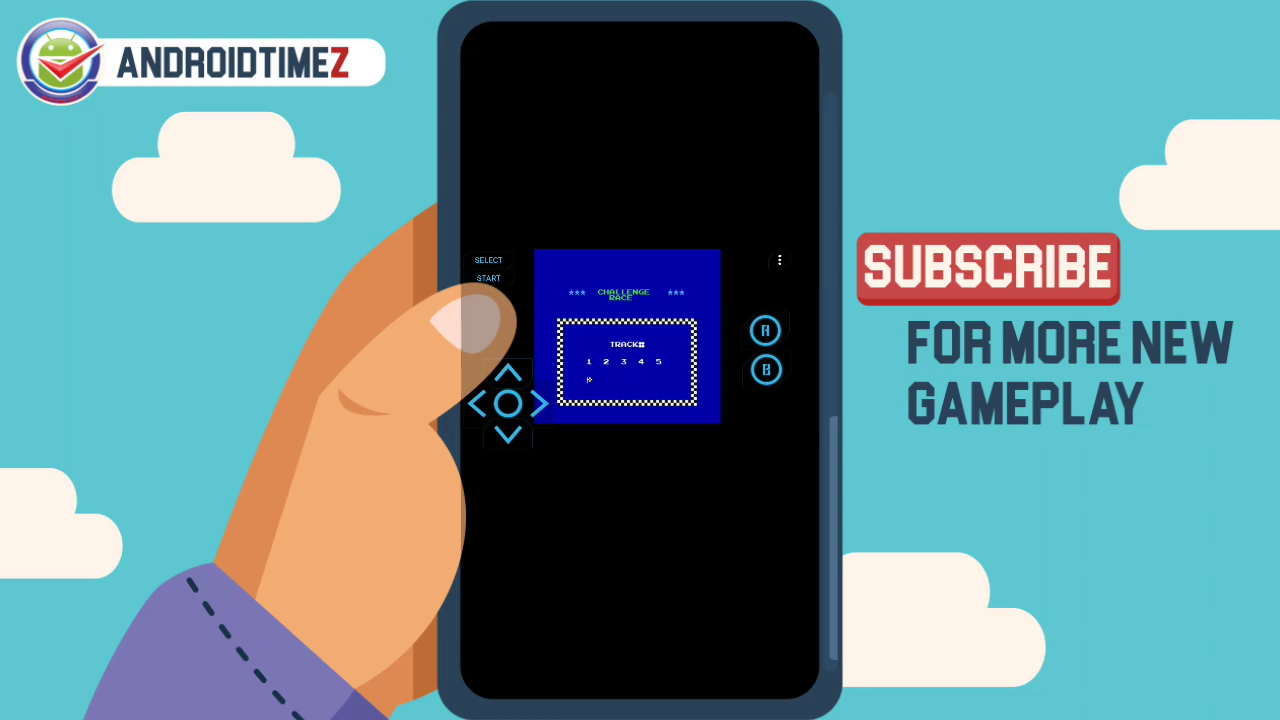 ANDROIDTIMEZ
SELECT
START
*** CHALLENGE ***
RACE
TRACK#
1 2 3 4 5
A
B
SUBSCRIBE
FOR MORE NEW
GAMEPLAY